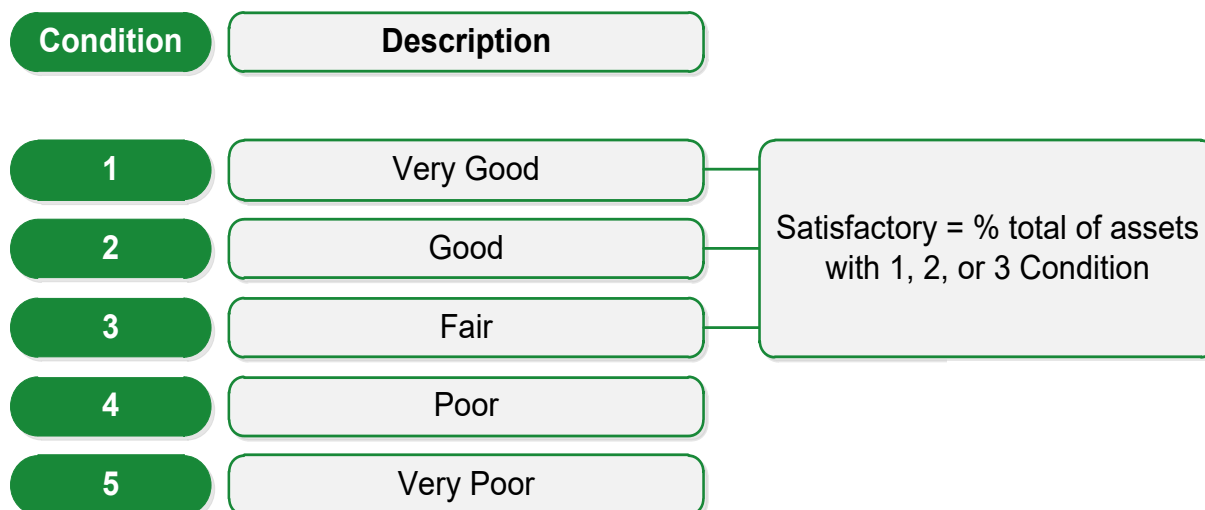 Condition Description
1 Very Good
2 Good
3 Fair
4 Poor
5 Very Poor
Satisfactory = % total of assets
with 1, 2, or 3 Condition